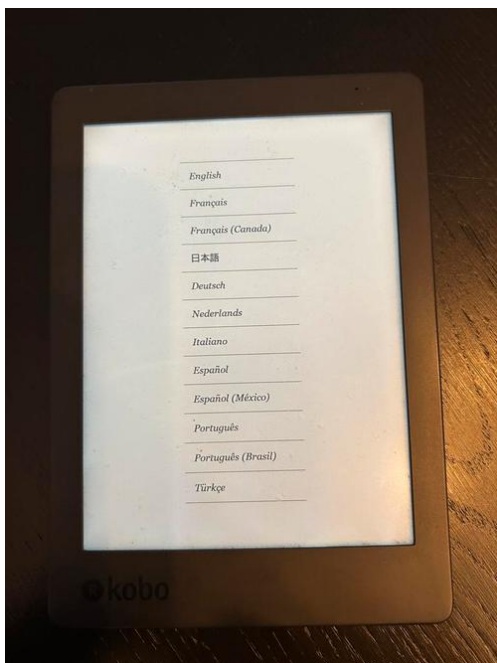 English
Français
Français (Canada)
日本語
Deutsch
Nederlands
Italiano
Español
Español (México)
Português
Português (Brasil)
Türkçe
kobo